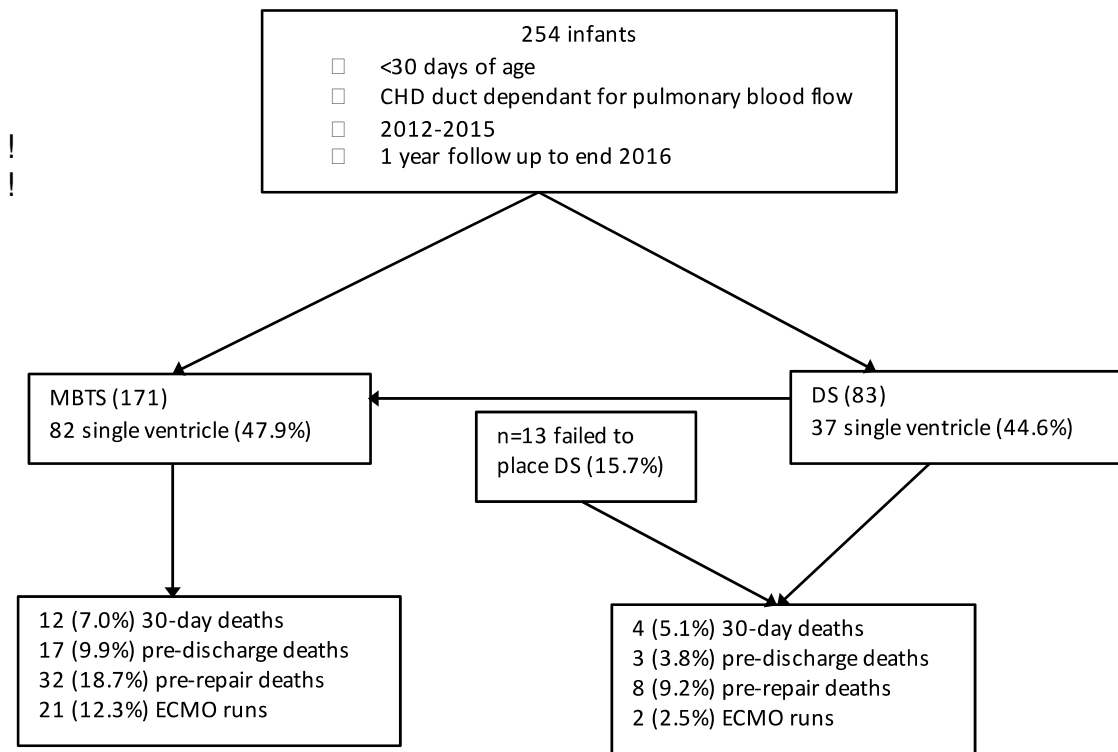 254 infants
<30 days of age
CHD duct dependant for pulmonary blood flow
2012-2015
1 year follow up to end 2016
!
!
MBTS (171)
82 single ventricle (47.9%)
n=13 failed to
place DS (15.7%)
DS (83)
37 single ventricle (44.6%)
12 (7.0%) 30-day deaths
17 (9.9%) pre-discharge deaths
32 (18.7%) pre-repair deaths
21 (12.3%) ECMO runs
4 (5.1%) 30-day deaths
3 (3.8%) pre-discharge deaths
8 (9.2%) pre-repair deaths
2 (2.5%) ECMO runs